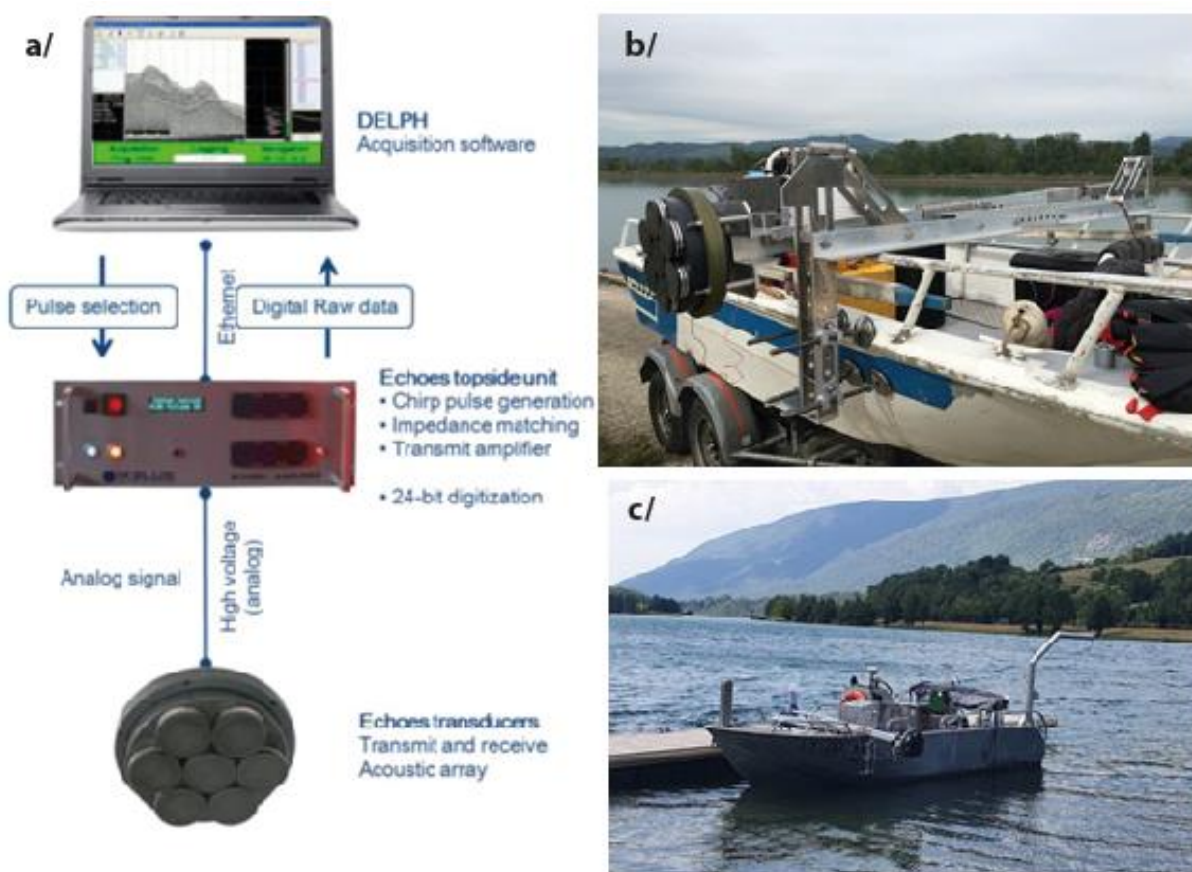 a/
DELPH
Acquisition software
Pulse selection
Ethernet
Digital Raw data
Echoes topside unit
• Chirp pulse generation
• Impedance matching
• Transmit amplifier
• 24-bit digitization
Analog signal
High voltage
(analog)
Echoes transducers
Transmit and receive
Acoustic array
b/
c/